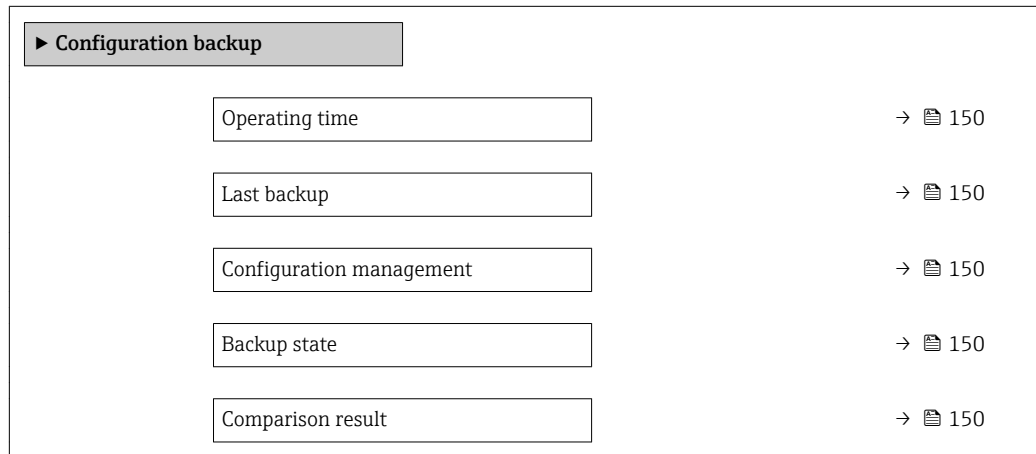 ► Configuration backup
Operating time → 150
Last backup → 150
Configuration management → 150
Backup state → 150
Comparison result → 150